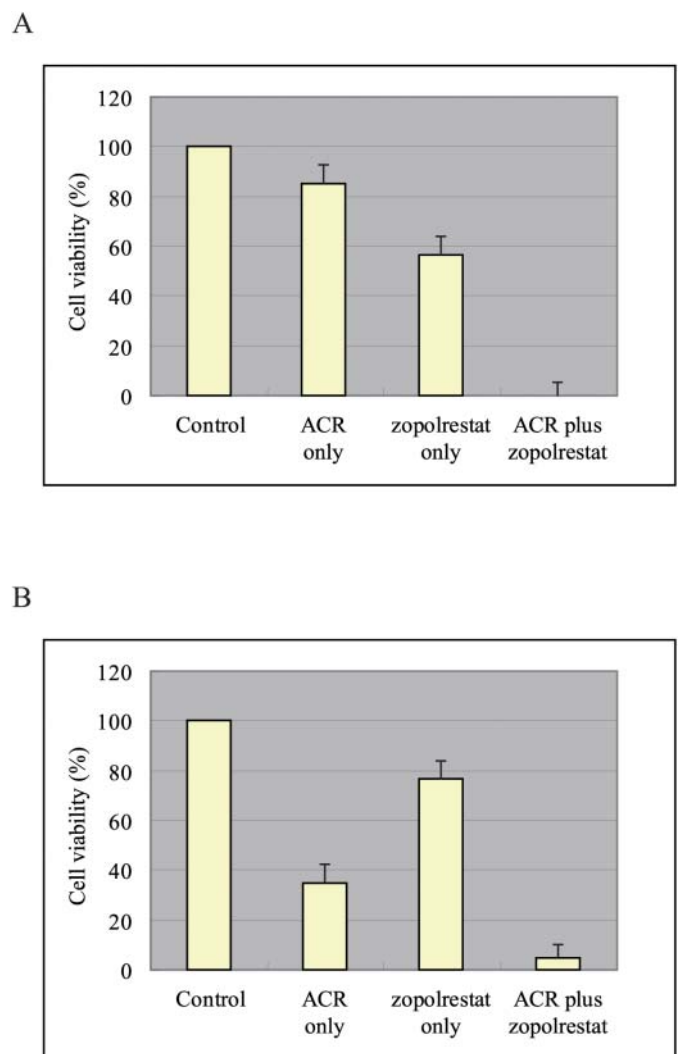 A
120
100
80
60
40
20
0
Cell viability (%)
Control
ACR
only
zopolrestat
only
ACR plus
zopolrestat
B
120
100
80
60
40
20
0
Cell viability (%)
Control
ACR
only
zopolrestat
only
ACR plus
zopolrestat